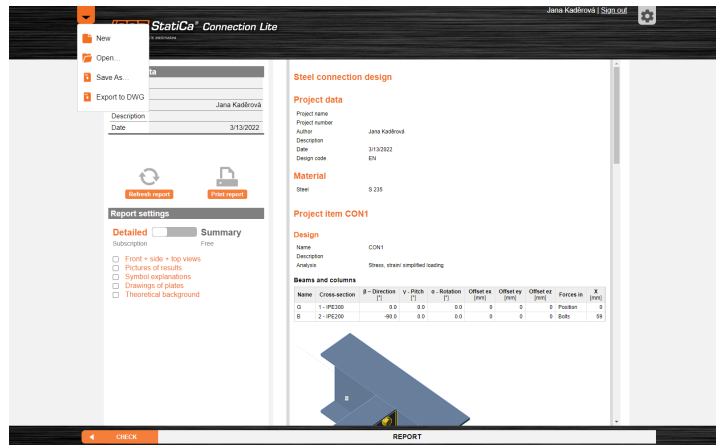 Jana Kaděrová | Sign out
StatiCa® Connection Lite
New
Open...
Save As...
Export to DWG
ta
Jana Kaděrová
Description
Date 3/13/2022
Refresh report
Print report
Report settings
Detailed Summary
Subscription Free
Front + side + top views
Pictures of results
Symbol explanations
Drawings of plates
Theoretical background
Steel connection design
Project data
Project name
Project number
Author Jana Kaděrová
Description
Date 3/13/2022
Design code EN
Material
Steel S 235
Project item CON1
Design
Name CON1
Description
Analysis Stress, strain/ simplified loading
Beams and columns
Name Cross-section β – Direction [°] γ - Pitch [°] α - Rotation [°] Offset ex [mm] Offset ey [mm] Offset ez [mm] Forces in X [mm]
G 1 - IPE300 0.0 0.0 0.0 0 0 0 Position 0
B 2 - IPE200 -90.0 0.0 0.0 0 0 0 Bolts 59
B
CHECK
REPORT